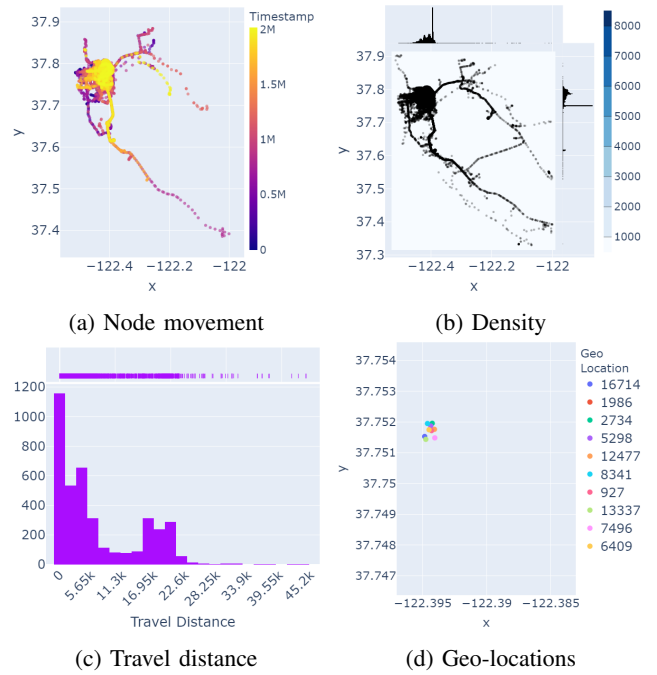 Timestamp
37.9
37.8
37.7
37.6
37.5
37.4
y
−122.4
−122.2
−122
x
2M
1.5M
1M
0.5M
0
(a) Node movement
37.9
37.8
37.7
37.6
37.5
37.4
37.3
y
−122.4
−122.2
−122
x
8000
7000
6000
5000
4000
3000
2000
1000
(b) Density
1200
1000
800
600
400
200
0
0
5.65k
11.3k
16.95k
22.6k
28.25k
33.9k
39.55k
45.2k
Travel Distance
(c) Travel distance
37.754
37.753
37.752
37.751
37.75
37.749
37.748
37.747
y
−122.395
−122.39
−122.385
x
Geo
Location
16714
1986
2734
5298
12477
8341
927
13337
7496
6409
(d) Geo-locations